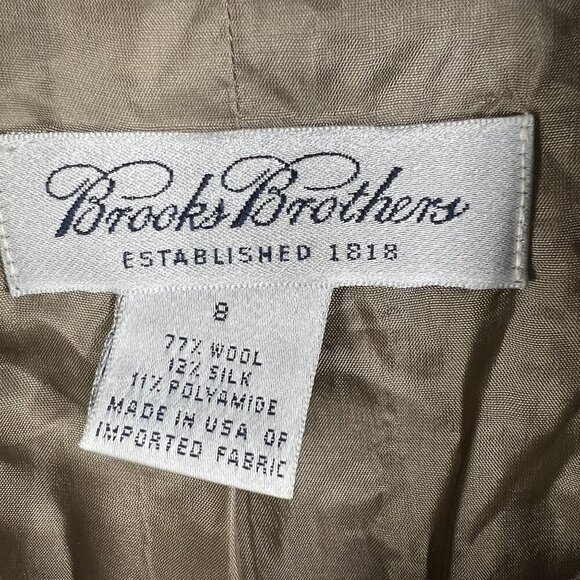 Brooks Brothers
ESTABLISHED 1818
8
77% WOOL
12% SILK
11% POLYAMIDE
MADE IN USA OF
IMPORTED FABRIC